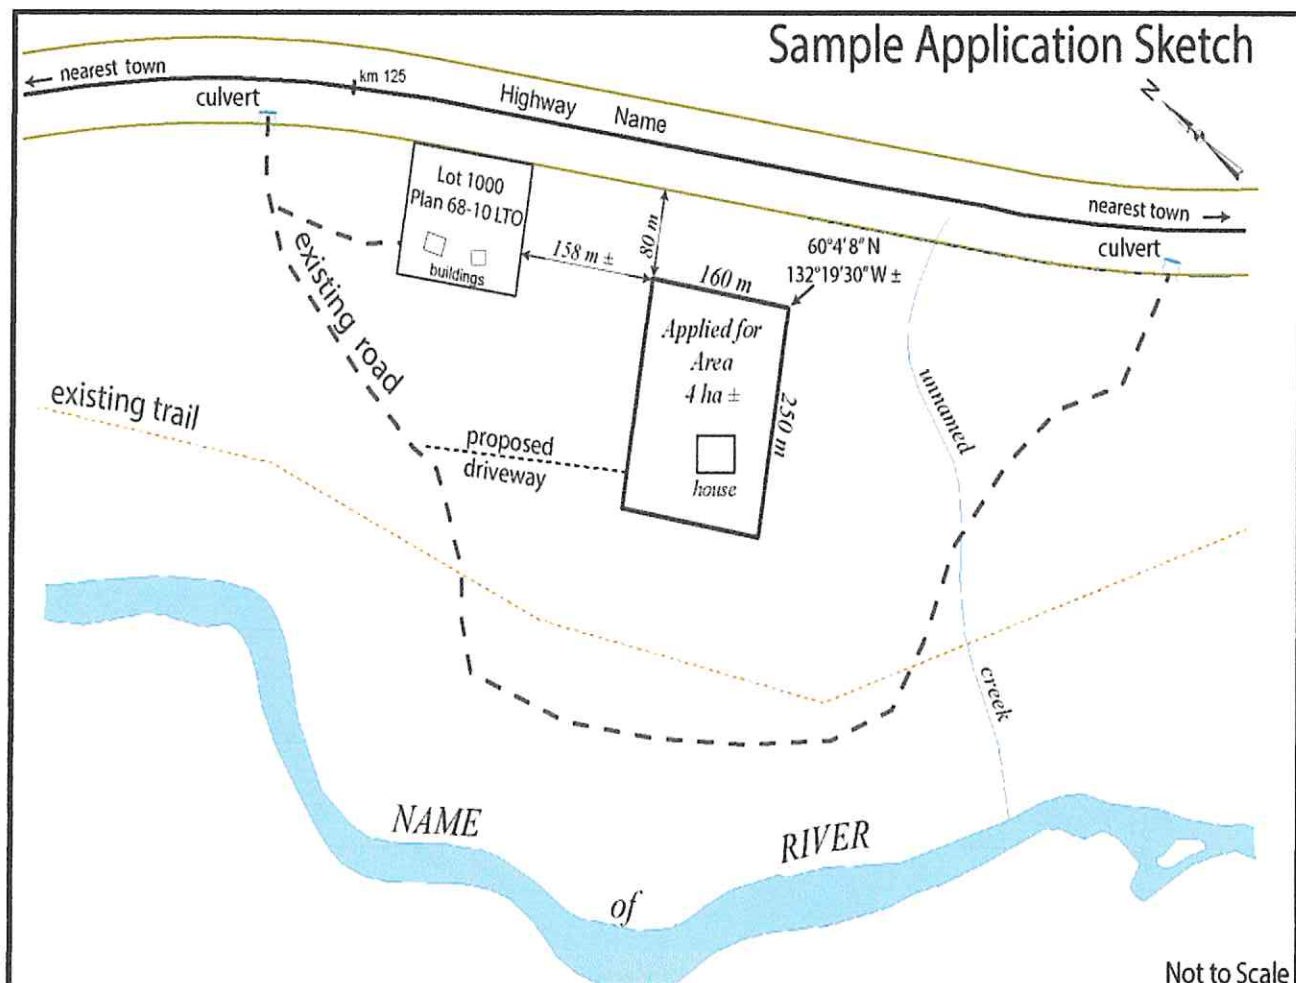 Sample Application Sketch
nearest town
km 125
culvert
Highway Name
N
Lot 1000
Plan 68-10 LTO
buildings
158 m ±
80 m
nearest town
culvert
60°4'8" N
132°19'30" W ±
160 m
Applied for
Area
4 ha ±
250 m
house
existing road
existing trail
proposed
driveway
unnamed
creek
NAME
of
RIVER
Not to Scale